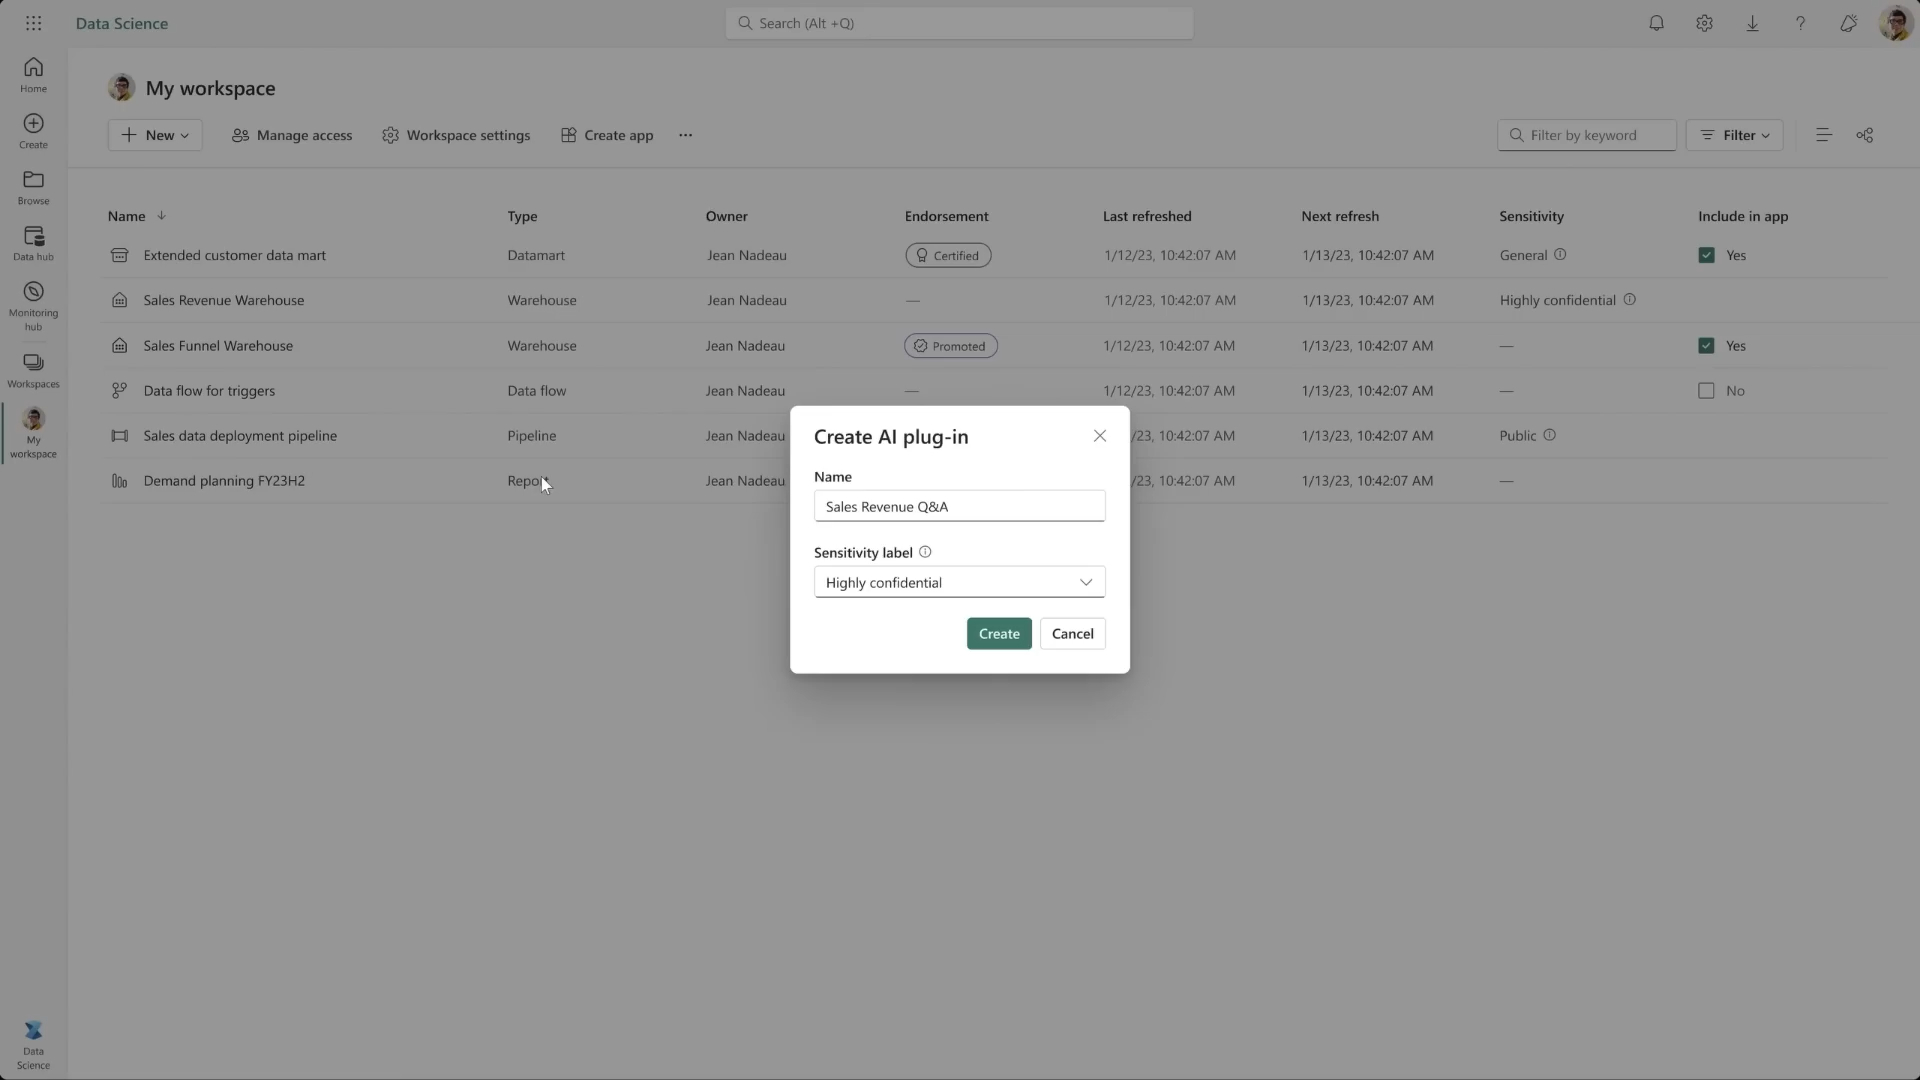 Data Science
Search (Alt +Q)
Home
Create
Browse
Data hub
Monitoring
hub
Workspaces
My
workspace
Data
Science
My workspace
New
Manage access
Workspace settings
Create app
Filter by keyword
Filter
Name Type Owner Endorsement Last refreshed Next refresh Sensitivity Include in app
Extended customer data mart Datamart Jean Nadeau Certified 1/12/23, 10:42:07 AM 1/13/23, 10:42:07 AM General Yes
Sales Revenue Warehouse Warehouse Jean Nadeau — 1/12/23, 10:42:07 AM 1/13/23, 10:42:07 AM Highly confidential
Sales Funnel Warehouse Warehouse Jean Nadeau Promoted 1/12/23, 10:42:07 AM 1/13/23, 10:42:07 AM — Yes
Data flow for triggers Data flow Jean Nadeau — 1/12/23, 10:42:07 AM 1/13/23, 10:42:07 AM — No
Sales data deployment pipeline Pipeline Jean Nadeau /23, 10:42:07 AM 1/13/23, 10:42:07 AM Public
Demand planning FY23H2 Report Jean Nadeau /23, 10:42:07 AM 1/13/23, 10:42:07 AM —
Create AI plug-in
Name
Sales Revenue Q&A
Sensitivity label
Highly confidential
Create
Cancel